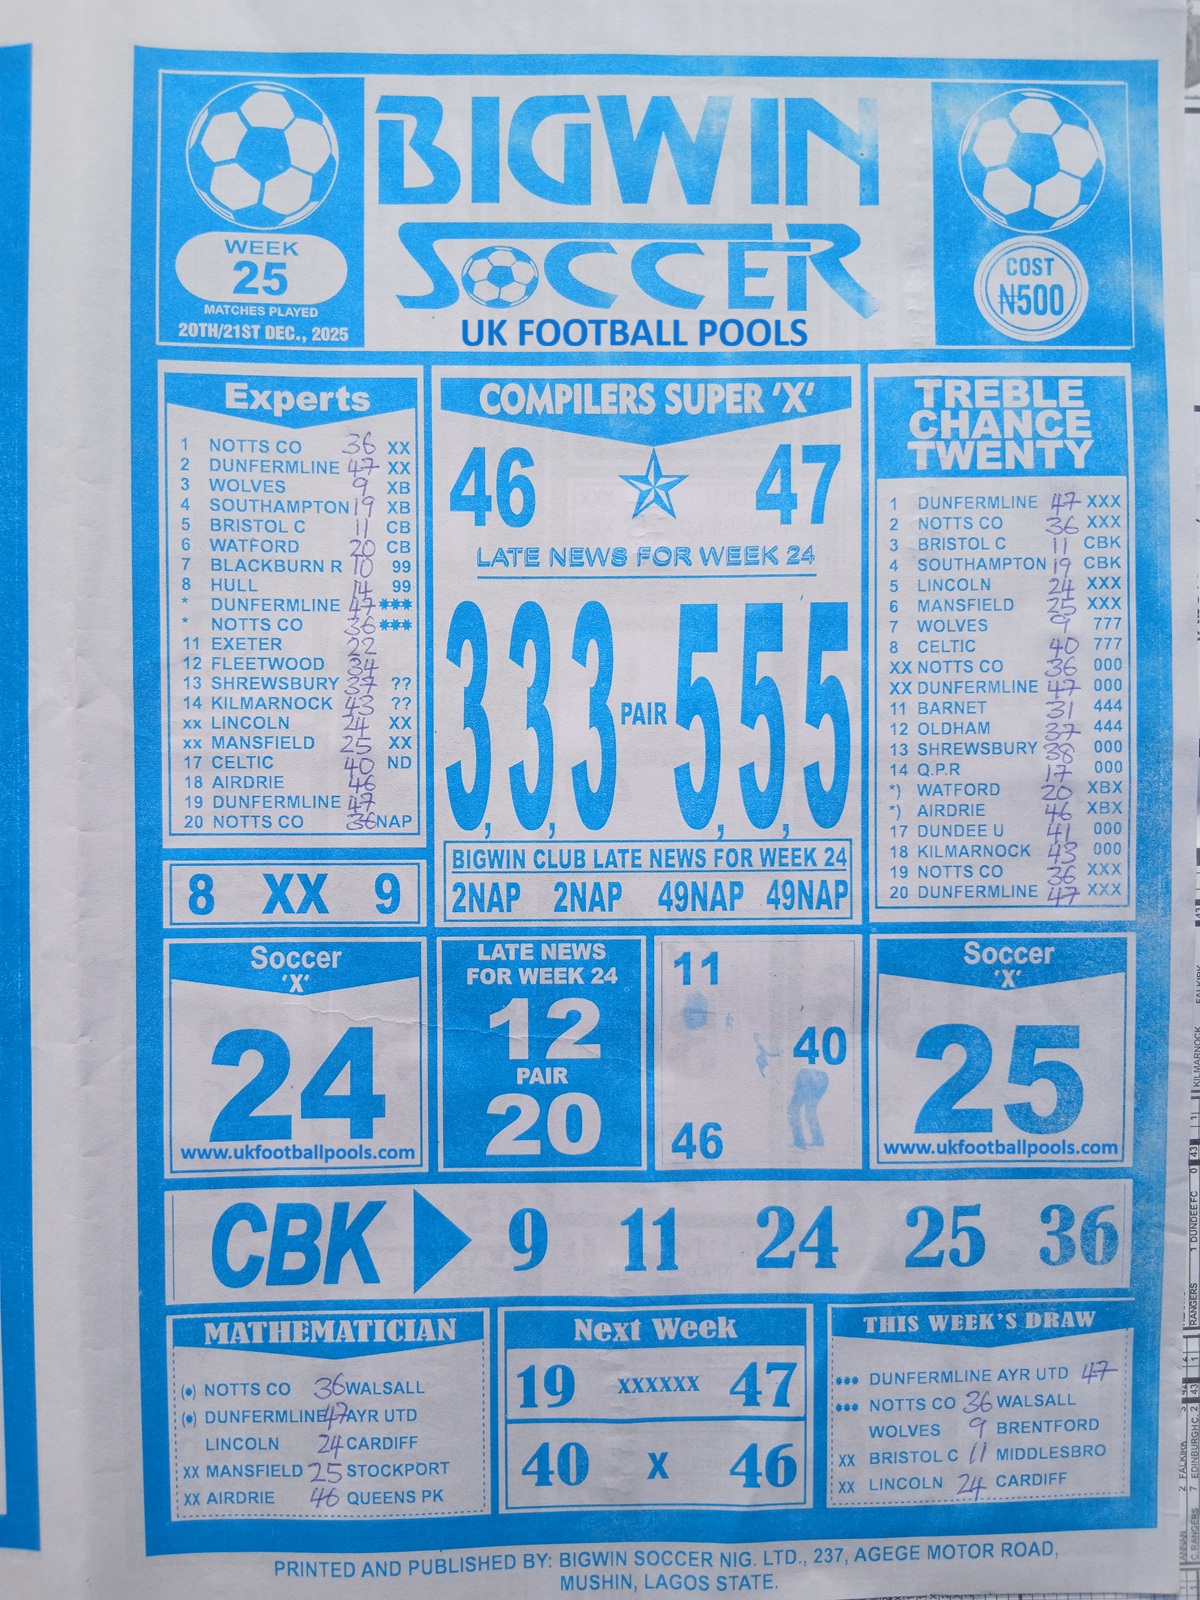 BIGWIN
SOCCER
UK FOOTBALL POOLS
WEEK
25
MATCHES PLAYED
20TH/21ST DEC., 2025
COST
₦500
Experts
1 NOTTS CO 36 XX
2 DUNFERMLINE 47 XX
3 WOLVES 9 XB
4 SOUTHAMPTON 19 XB
5 BRISTOL C 11 CB
6 WATFORD 20 CB
7 BLACKBURN R 10 99
8 HULL 14 99
* DUNFERMLINE 47 ***
* NOTTS CO 36 ***
11 EXETER 22
12 FLEETWOOD 34
13 SHREWSBURY 37 ??
14 KILMARNOCK 43 ??
xx LINCOLN 24 XX
xx MANSFIELD 25 XX
17 CELTIC 40 ND
18 AIRDRIE 46
19 DUNFERMLINE 47
20 NOTTS CO 36 NAP
8 XX 9
COMPILERS SUPER 'X'
46 47
LATE NEWS FOR WEEK 24
3,3,3 PAIR 5,5,5
BIGWIN CLUB LATE NEWS FOR WEEK 24
2NAP 2NAP 49NAP 49NAP
TREBLE
CHANCE
TWENTY
1 DUNFERMLINE 47 XXX
2 NOTTS CO 36 XXX
3 BRISTOL C 11 CBK
4 SOUTHAMPTON 19 CBK
5 LINCOLN 24 XXX
6 MANSFIELD 25 XXX
7 WOLVES 9 777
8 CELTIC 40 777
XX NOTTS CO 36 000
XX DUNFERMLINE 47 000
11 BARNET 31 444
12 OLDHAM 37 444
13 SHREWSBURY 38 000
14 Q.P.R 17 000
*) WATFORD 20 XBX
*) AIRDRIE 46 XBX
17 DUNDEE U 41 000
18 KILMARNOCK 43 000
19 NOTTS CO 36 XXX
20 DUNFERMLINE 47 XXX
Soccer
'X'
24
www.ukfootballpools.com
LATE NEWS
FOR WEEK 24
12
PAIR
20
11
40
46
Soccer
'X'
25
www.ukfootballpools.com
CBK 9 11 24 25 36
MATHEMATICIAN
(•) NOTTS CO 36 WALSALL
(•) DUNFERMLINE 47 AYR UTD
LINCOLN 24 CARDIFF
XX MANSFIELD 25 STOCKPORT
XX AIRDRIE 46 QUEENS PK
Next Week
19 XXXXXX 47
40 X 46
THIS WEEK'S DRAW
*** DUNFERMLINE AYR UTD 47
*** NOTTS CO 36 WALSALL
WOLVES 9 BRENTFORD
XX BRISTOL C 11 MIDDLESBRO
XX LINCOLN 24 CARDIFF
PRINTED AND PUBLISHED BY: BIGWIN SOCCER NIG. LTD., 237, AGEGE MOTOR ROAD,
MUSHIN, LAGOS STATE.